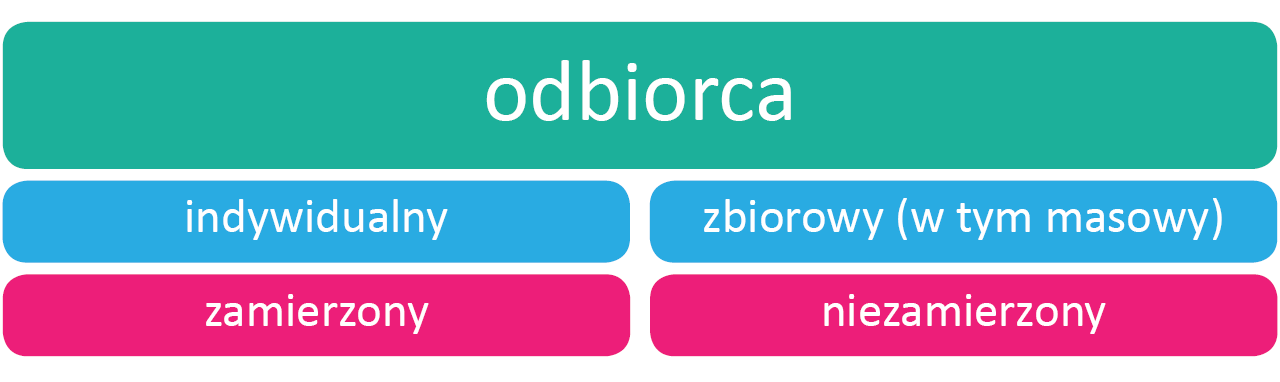 odbiorca
indywidualny
zbiorowy (w tym masowy)
zamierzony
niezamierzony